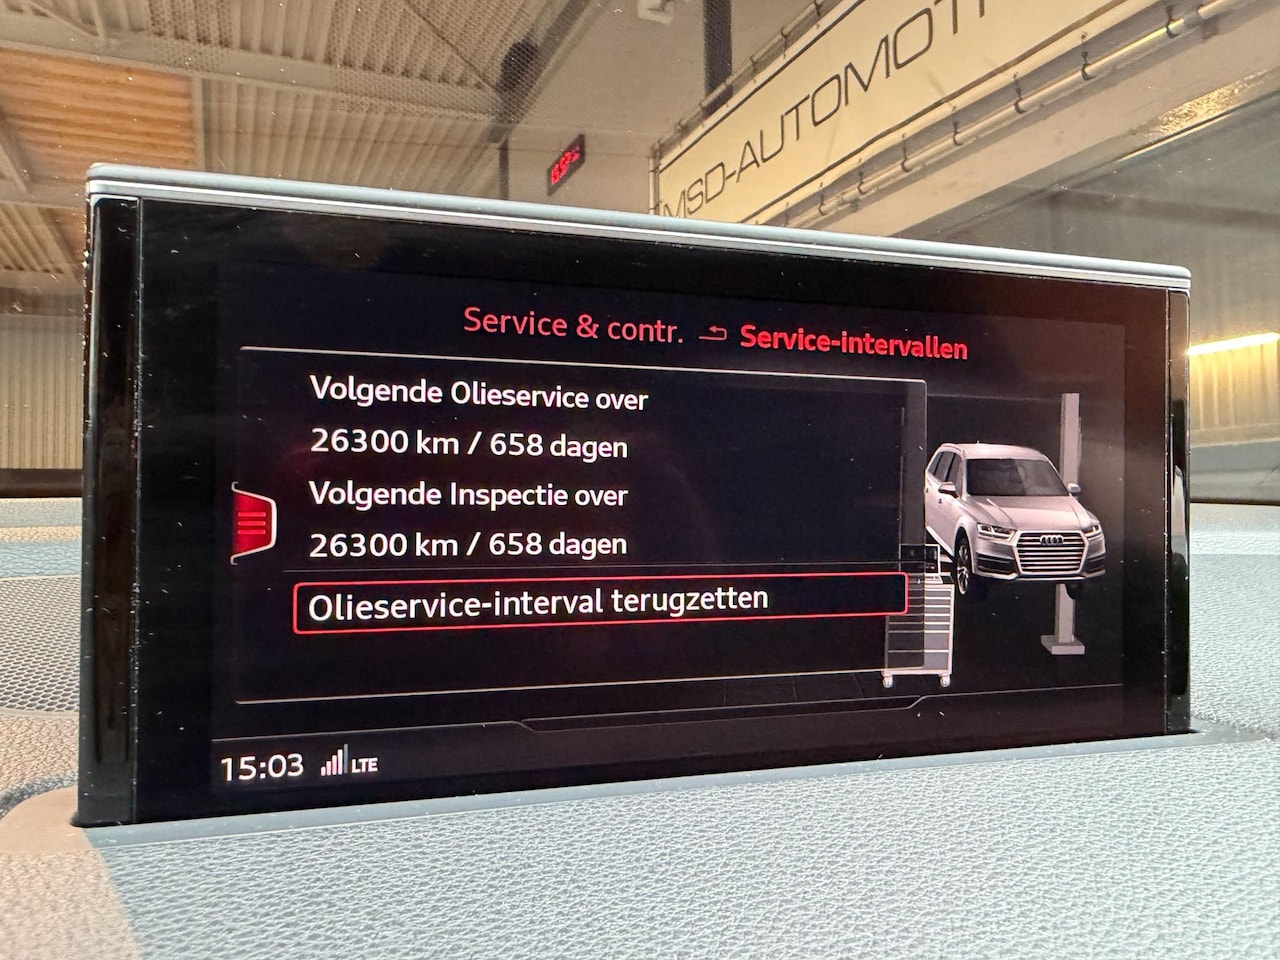 MSD-AUTOMOTI
Service & contr. Service-intervallen
Volgende Olieservice over
26300 km / 658 dagen
Volgende Inspectie over
26300 km / 658 dagen
Olieservice-interval terugzetten
15:03 LTE